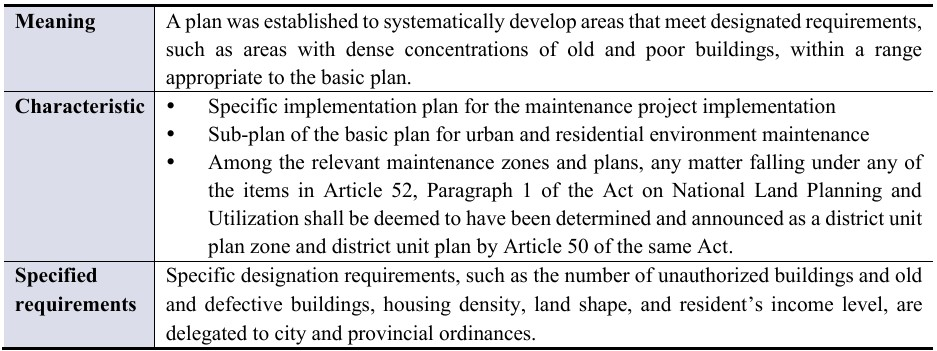 Meaning
A plan was established to systematically develop areas that meet designated requirements,
such as areas with dense concentrations of old and poor buildings, within a range
appropriate to the basic plan.
Characteristic
• Specific implementation plan for the maintenance project implementation
• Sub-plan of the basic plan for urban and residential environment maintenance
• Among the relevant maintenance zones and plans, any matter falling under any of
the items in Article 52, Paragraph 1 of the Act on National Land Planning and
Utilization shall be deemed to have been determined and announced as a district unit
plan zone and district unit plan by Article 50 of the same Act.
Specified
requirements
Specific designation requirements, such as the number of unauthorized buildings and old
and defective buildings, housing density, land shape, and resident’s income level, are
delegated to city and provincial ordinances.